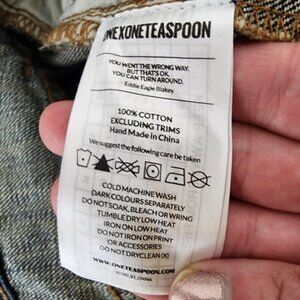 ONEXONETEASPOON
YOU WENT THE WRONG WAY.
BUT THATS OK.
YOU CAN TURN AROUND.
- Eddie Eagle Blakey
100% COTTON
EXCLUDING TRIMS
Hand Made in China
We suggest the following care be taken
COLD MACHINE WASH
DARK COLOURS SEPARATELY
DO NOT SOAK, BLEACH OR WRING
TUMBLE DRY LOW HEAT
IRON ON LOW HEAT
DO NOT IRON ON PRINT
OR ACCESSORIES
DO NOT DRYCLEAN (X)
WWW.ONETEASPOON.COM